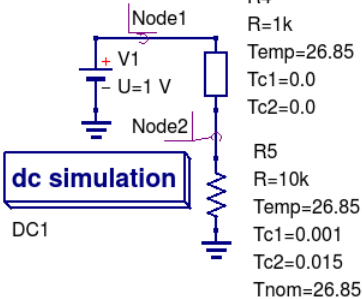 Node1
V1
U=1 V
R=1k
Temp=26.85
Tc1=0.0
Tc2=0.0
Node2
dc simulation
DC1
R5
R=10k
Temp=26.85
Tc1=0.001
Tc2=0.015
Tnom=26.85